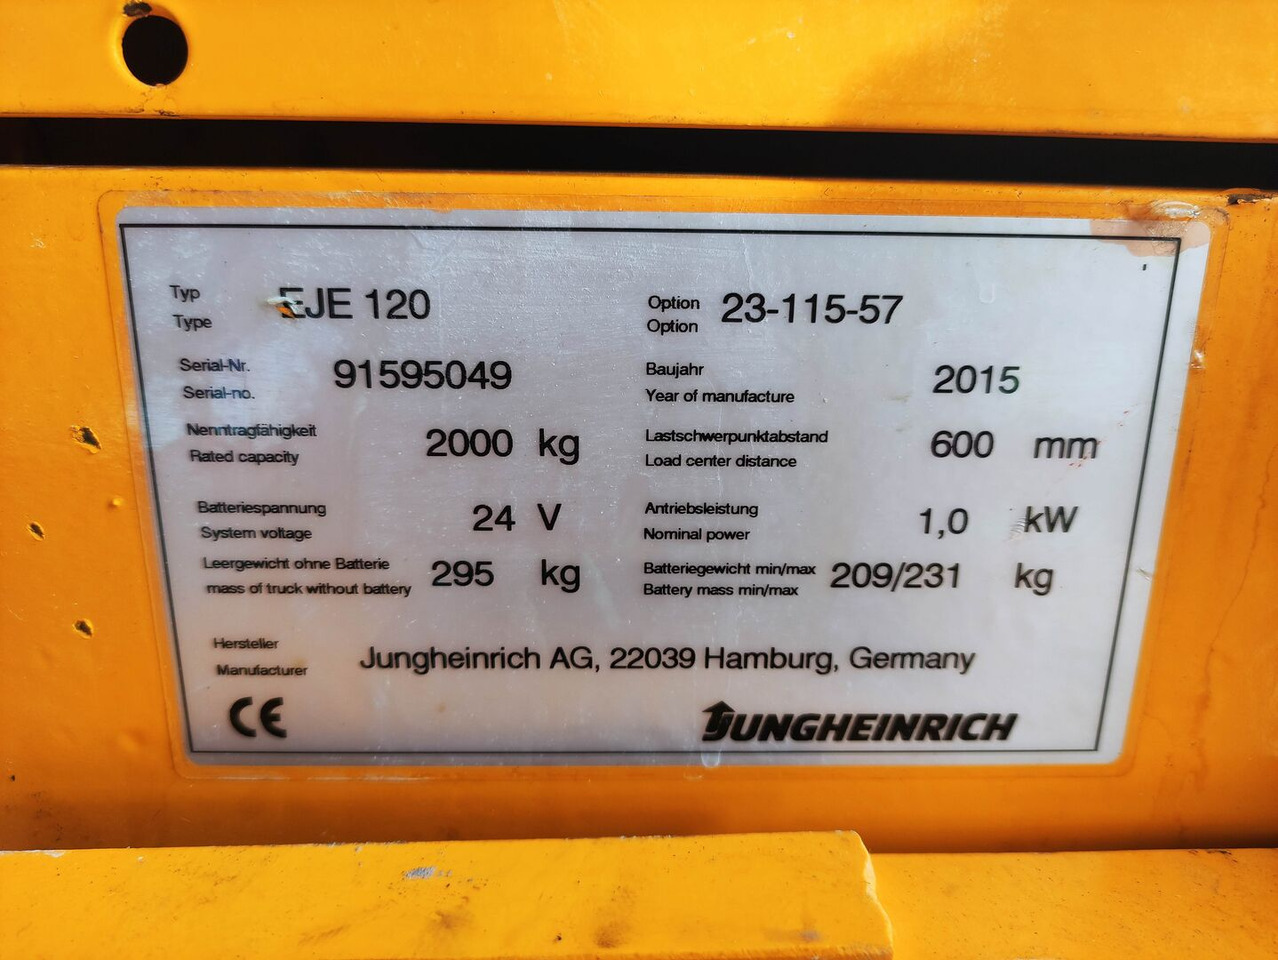 Typ EJE 120 Option 23-115-57
Type Option
Serial-Nr. 91595049 Baujahr 2015
Serial-no. Year of manufacture
Nenntragfähigkeit 2000 kg Lastschwerpunktabstand 600 mm
Rated capacity Load center distance
Batteriespannung 24 V Antriebsleistung 1,0 kW
System voltage Nominal power
Leergewicht ohne Batterie 295 kg Batteriegewicht min/max 209/231 kg
mass of truck without battery Battery mass min/max
Hersteller Jungheinrich AG, 22039 Hamburg, Germany
Manufacturer
CE JUNGHEINRICH